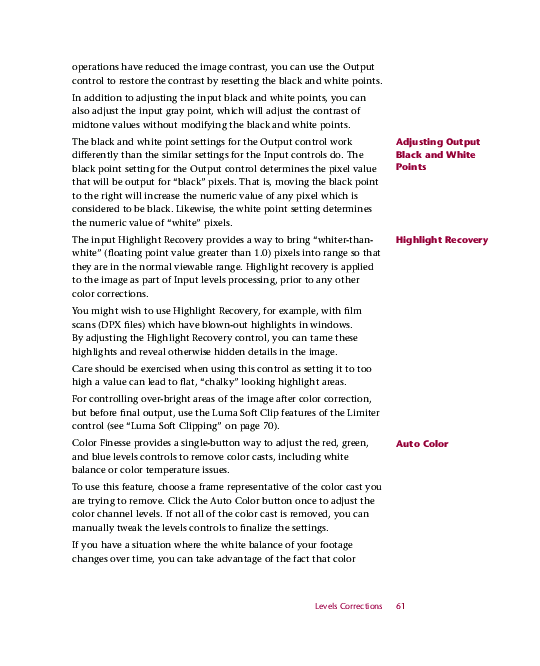 operations have reduced the image contrast, you can use the Output
control to restore the contrast by resetting the black and white points.
In addition to adjusting the input black and white points, you can
also adjust the input gray point, which will adjust the contrast of
midtone values without modifying the black and white points.
Adjusting Output
Black and White
Points
The black and white point settings for the Output control work
differently than the similar settings for the Input controls do. The
black point setting for the Output control determines the pixel value
that will be output for “black” pixels. That is, moving the black point
to the right will increase the numeric value of any pixel which is
considered to be black. Likewise, the white point setting determines
the numeric value of “white” pixels.
Highlight Recovery
The input Highlight Recovery provides a way to bring “whiter-than-
white” (floating point value greater than 1.0) pixels into range so that
they are in the normal viewable range. Highlight recovery is applied
to the image as part of Input levels processing, prior to any other
color corrections.
You might wish to use Highlight Recovery, for example, with film
scans (DPX files) which have blown-out highlights in windows.
By adjusting the Highlight Recovery control, you can tame these
highlights and reveal otherwise hidden details in the image.
Care should be exercised when using this control as setting it to too
high a value can lead to flat, “chalky” looking highlight areas.
For controlling over-bright areas of the image after color correction,
but before final output, use the Luma Soft Clip features of the Limiter
control (see “Luma Soft Clipping” on page 70).
Auto Color
Color Finesse provides a single-button way to adjust the red, green,
and blue levels controls to remove color casts, including white
balance or color temperature issues.
To use this feature, choose a frame representative of the color cast you
are trying to remove. Click the Auto Color button once to adjust the
color channel levels. If not all of the color cast is removed, you can
manually tweak the levels controls to finalize the settings.
If you have a situation where the white balance of your footage
changes over time, you can take advantage of the fact that color
Levels Corrections 61